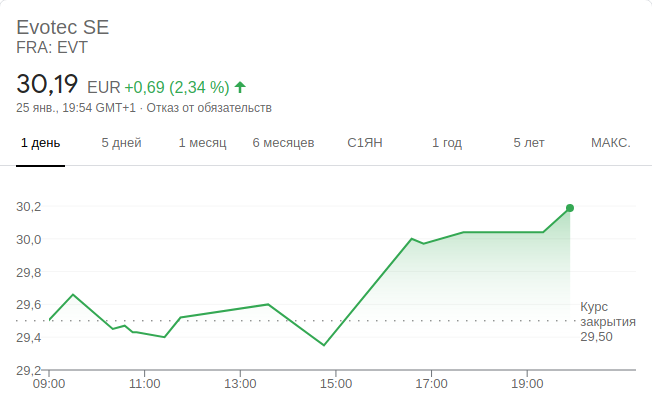 Evotec SE
FRA: EVT
30,19 EUR +0,69 (2,34 %)
25 янв., 19:54 GMT+1 · Отказ от обязательств
1 день 5 дней 1 месяц 6 месяцев С1ЯН 1 год 5 лет МАКС.
30,2
30,0
29,8
29,6
29,4
29,2
Курс
закрытия
29,50
09:00 11:00 13:00 15:00 17:00 19:00